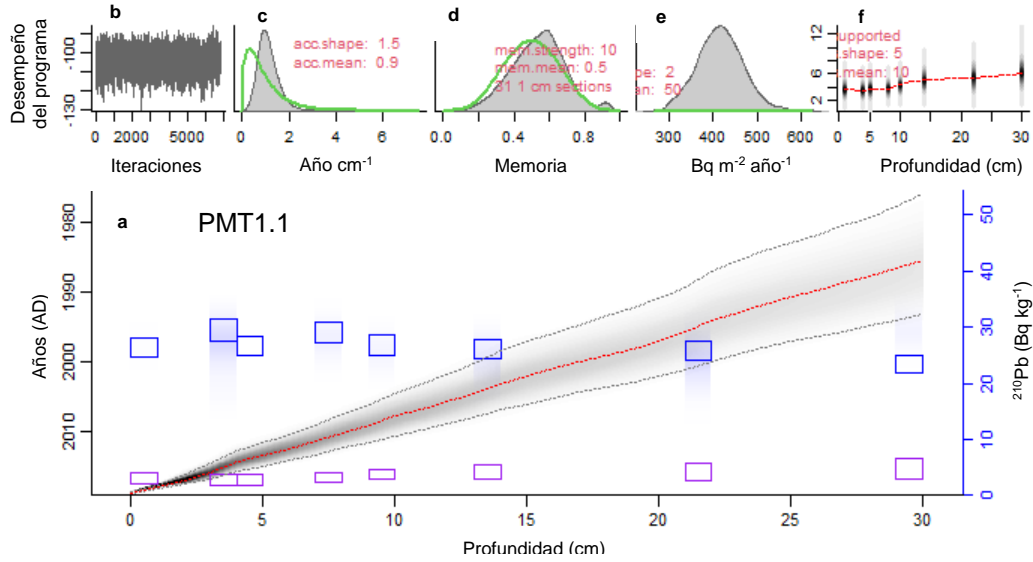 b
c
d
e
f
Desempeño
del programa
-1130
-1100
0 2000 5000
Iteraciones
acc.shape: 1.5
acc.mean: 0.9
0 2 4 6
Año cm-1
mem.strength: 10
mem.mean: 0.5
31 1 cm sections
0.0 0.4 0.8
Memoria
pe: 2
an: 50
300 400 500 600
Bq m-2 año-1
upported
.shape: 5
.mean: 10
2 6 12
0 5 10 20 30
Profundidad (cm)
a
PMT1.1
Años (AD)
1980
1990
2000
2010
0 5 10 15 20 25 30
Profundidad (cm)
0 10 20 30 40 50
210Pb (Bq kg-1)